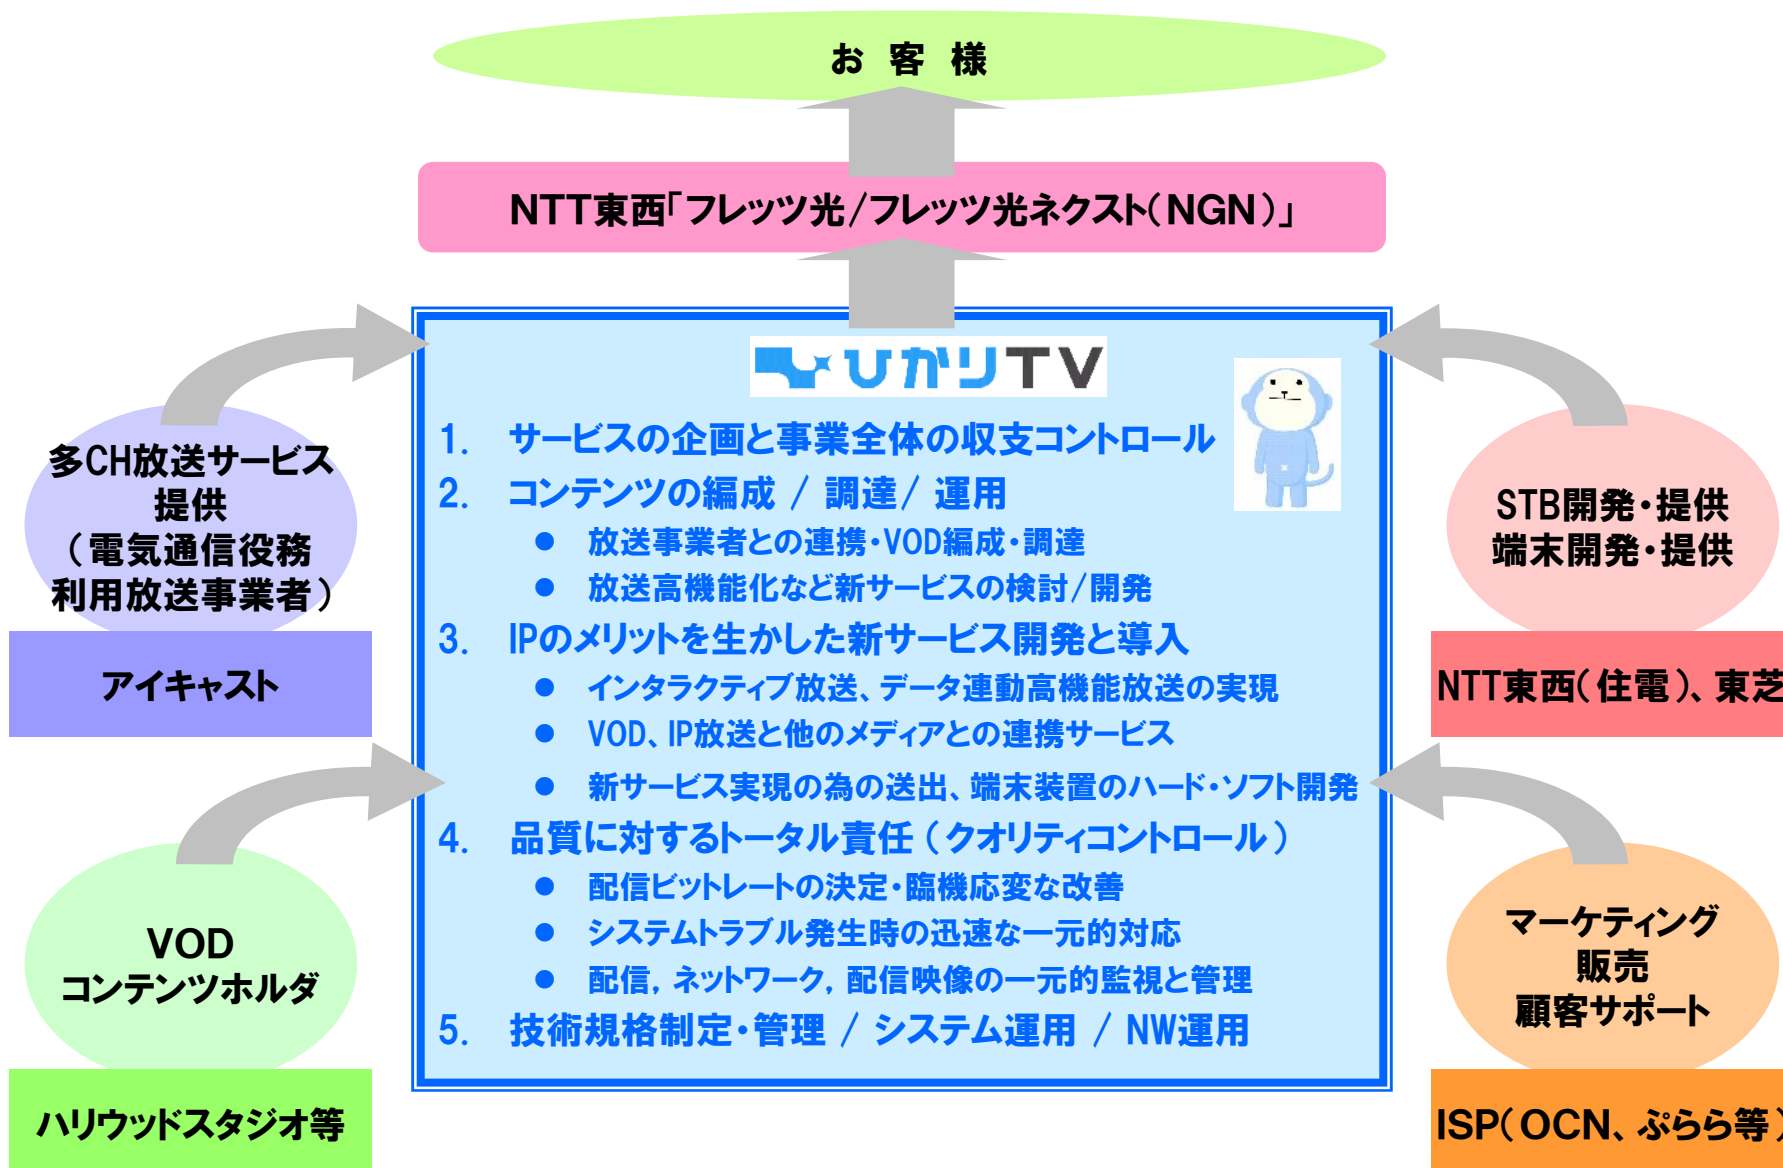 お 客 様
NTT東西「フレッツ光/フレッツ光ネクスト(NGN)」
ひかりTV
1. サービスの企画と事業全体の収支コントロール
2. コンテンツの編成 / 調達/ 運用
● 放送事業者との連携・VOD編成・調達
● 放送高機能化など新サービスの検討/開発
3. IPのメリットを生かした新サービス開発と導入
● インタラクティブ放送、データ連動高機能放送の実現
● VOD、IP放送と他のメディアとの連携サービス
● 新サービス実現の為の送出、端末装置のハード・ソフト開発
4. 品質に対するトータル責任(クオリティコントロール)
● 配信ビットレートの決定・臨機応変な改善
● システムトラブル発生時の迅速な一元的対応
● 配信, ネットワーク, 配信映像の一元的監視と管理
5. 技術規格制定・管理 / システム運用 / NW運用
多CH放送サービス
提供
(電気通信役務
利用放送事業者)
アイキャスト
VOD
コンテンツホルダ
ハリウッドスタジオ等
STB開発・提供
端末開発・提供
NTT東西(住電)、東芝
マーケティング
販売
顧客サポート
ISP(OCN、ぷらら等)